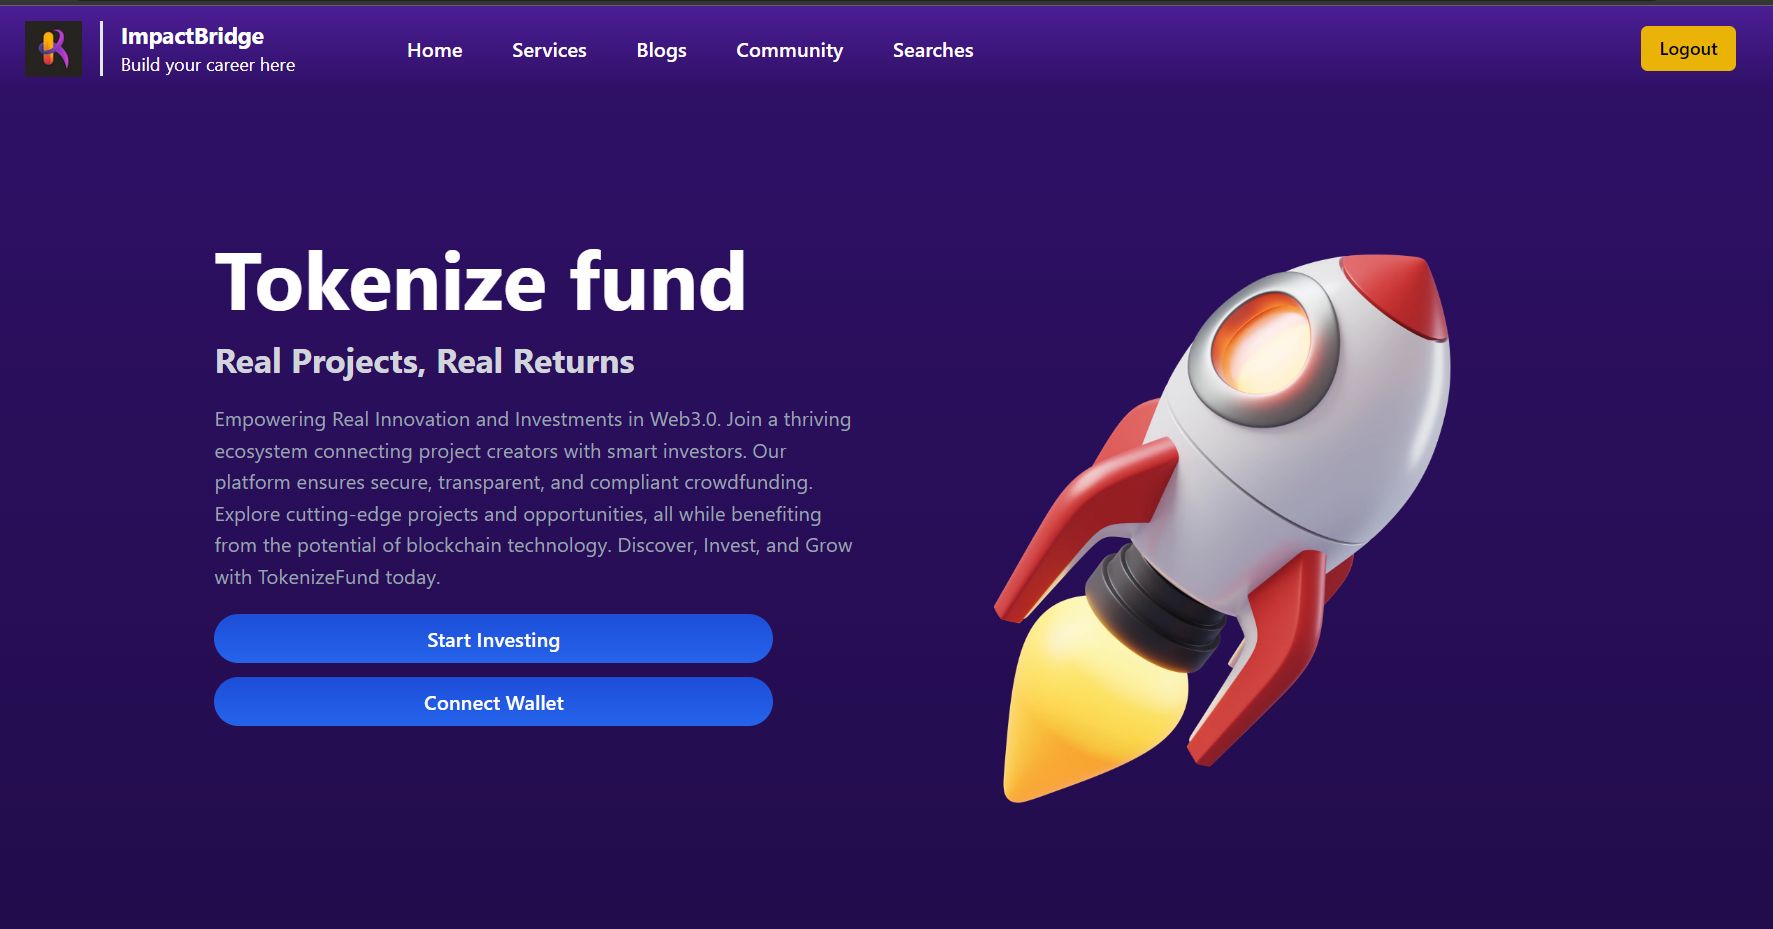 ImpactBridge
Build your career here
Home Services Blogs Community Searches
Logout
Tokenize fund
Real Projects, Real Returns
Empowering Real Innovation and Investments in Web3.0. Join a thriving
ecosystem connecting project creators with smart investors. Our
platform ensures secure, transparent, and compliant crowdfunding.
Explore cutting-edge projects and opportunities, all while benefiting
from the potential of blockchain technology. Discover, Invest, and Grow
with TokenizeFund today.
Start Investing
Connect Wallet